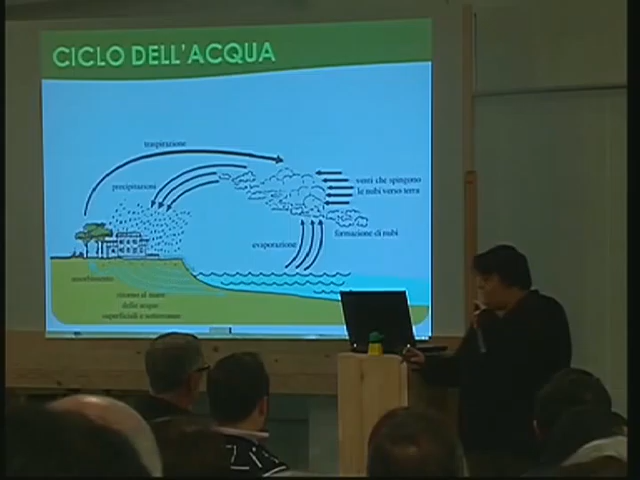 CICLO DELL'ACQUA
traspirazione
precipitazioni
venti che spingono
le nubi verso terra
formazione di nubi
evaporazione
assorbimento
ritorno al mare
delle acque
superficiali e sotterranee